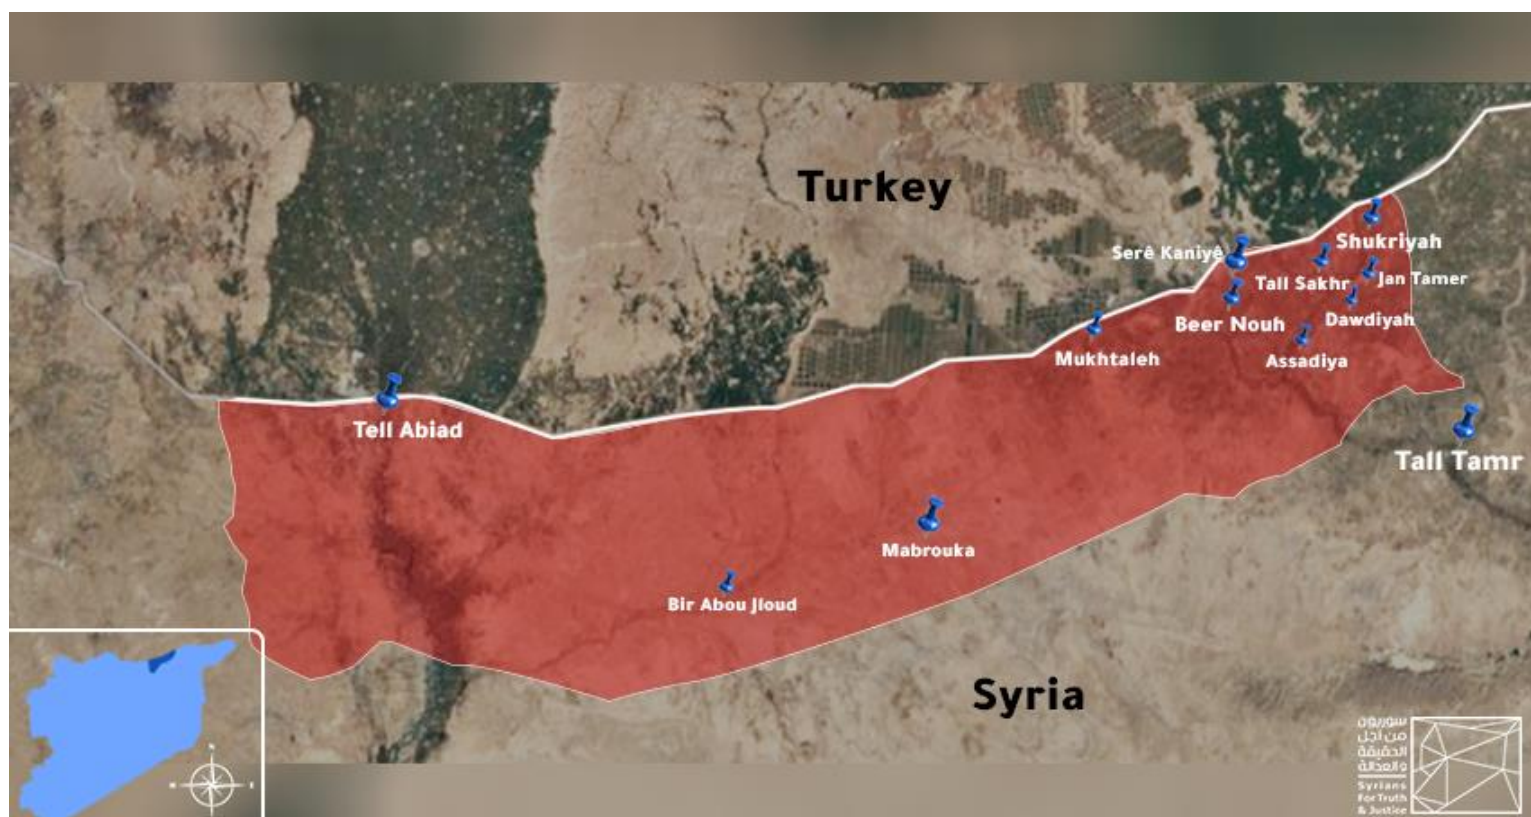 Turkey
Shukriyah
Serê Kaniyê
Tall Sakhr
Jan Tamer
Beer Nouh
Dawdiyah
Mukhtaleh
Assadiya
Tell Abiad
Tall Tamr
Mabrouka
Bir Abou Jloud
Syria
سوريون
من أجل
الحقيقة
والعدالة
Syrians
For Truth
& Justice
N
E